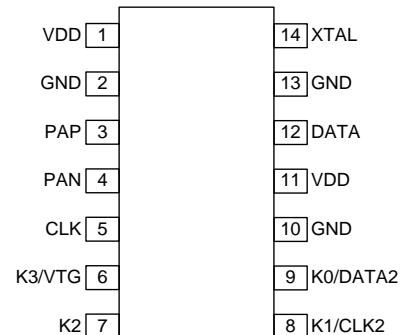 VDD 1 14 XTAL
GND 2 13 GND
PAP 3 12 DATA
PAN 4 11 VDD
CLK 5 10 GND
K3/VTG 6 9 K0/DATA2
K2 7 8 K1/CLK2